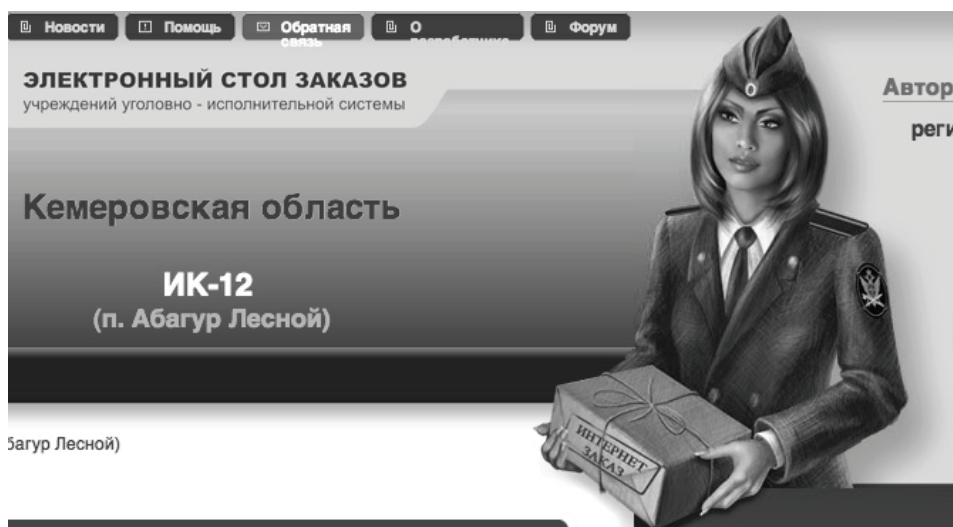 Новости
Помощь
Обратная
связь
О
разработчике
Форум
ЭЛЕКТРОННЫЙ СТОЛ ЗАКАЗОВ
учреждений уголовно - исполнительной системы
Автор
реги
Кемеровская область
ИК-12
(п. Абагур Лесной)
багур Лесной)
ИНТЕРНЕТ
ЗАКАЗ